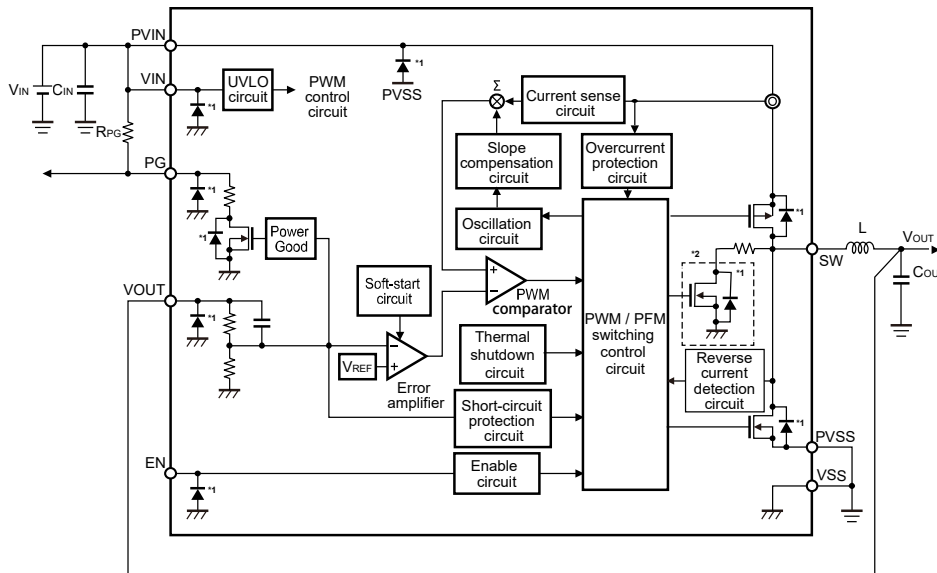 PVIN
VIN
CIN
VIN
RPG
PG
VOUT
EN
UVLO
circuit
PWM
control
circuit
*1
PVSS
*1
Σ
Current sense
circuit
Slope
compensation
circuit
Overcurrent
protection
circuit
Oscillation
circuit
*1
*1
Power
Good
*1
*1
Soft-start
circuit
VREF
Error
amplifier
PWM
comparator
Thermal
shutdown
circuit
Short-circuit
protection
circuit
Enable
circuit
*1
PWM / PFM
switching
control
circuit
*1
*2
*1
Reverse
current
detection
circuit
*1
SW
L
VOUT
PVSS
VSS